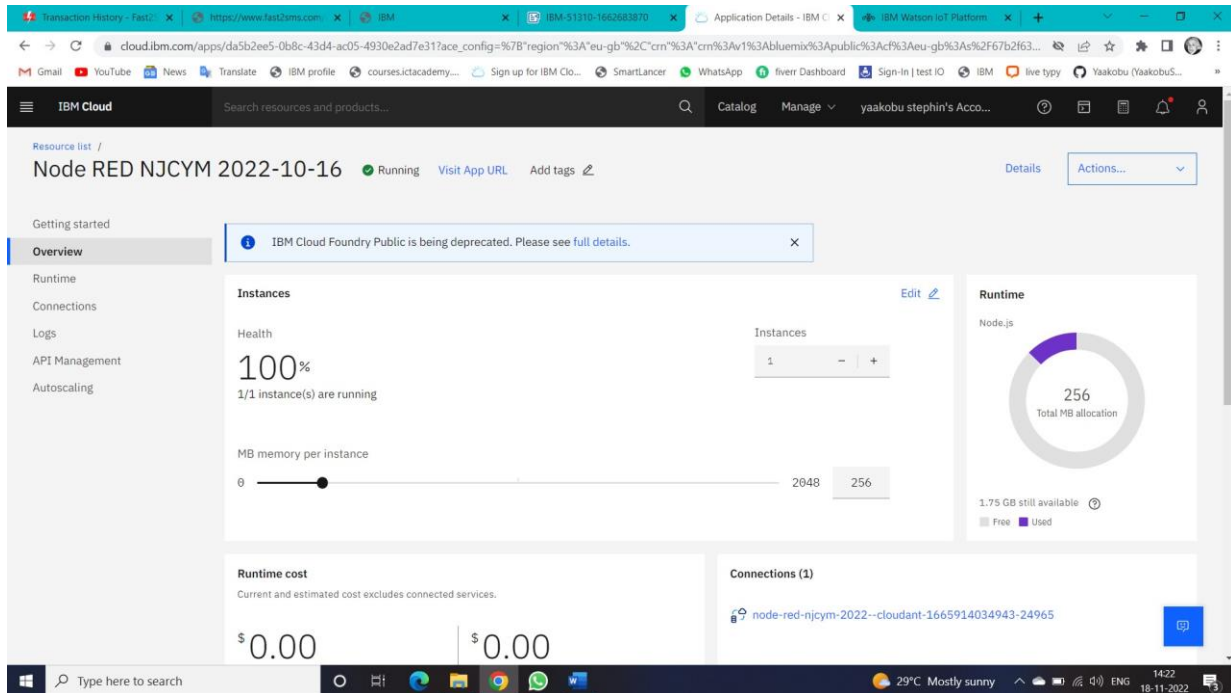 Transaction History - Fast2S
https://www.fast2sms.com
IBM
IBM-51310-1662683870
Application Details - IBM C
IBM Watson IoT Platform
cloud.ibm.com/apps/da5b2ee5-0b8c-43d4-ac05-4930e2ad7e31?ace_config=%7B"region"%3A"eu-gb"%2C"crn"%3A"crn%3Av1%3Abluemix%3Apublic%3Acf%3Aeu-gb%3As%2F67b2f63...
Gmail YouTube News Translate IBM profile courses.ictacademy.... Sign up for IBM Clo... SmartLancer WhatsApp fiverr Dashboard Sign-In | test IO IBM live typy Yaakobu (YaakobuS... »
IBM Cloud Search resources and products... Catalog Manage yaakobu stephin's Acco...
Resource list /
Node RED NJCYM 2022-10-16 Running Visit App URL Add tags Details Actions...
Getting started
Overview
Runtime
Connections
Logs
API Management
Autoscaling
IBM Cloud Foundry Public is being deprecated. Please see full details.
Instances Edit
Health
100%
1/1 instance(s) are running
Instances
1 - +
MB memory per instance
0 2048 256
Runtime
Node.js
256
Total MB allocation
1.75 GB still available
Free Used
Runtime cost
Current and estimated cost excludes connected services.
$0.00 $0.00
Connections (1)
node-red-njcym-2022--cloudant-1665914034943-24965
Type here to search
29°C Mostly sunny ENG
14:22
18-11-2022
3